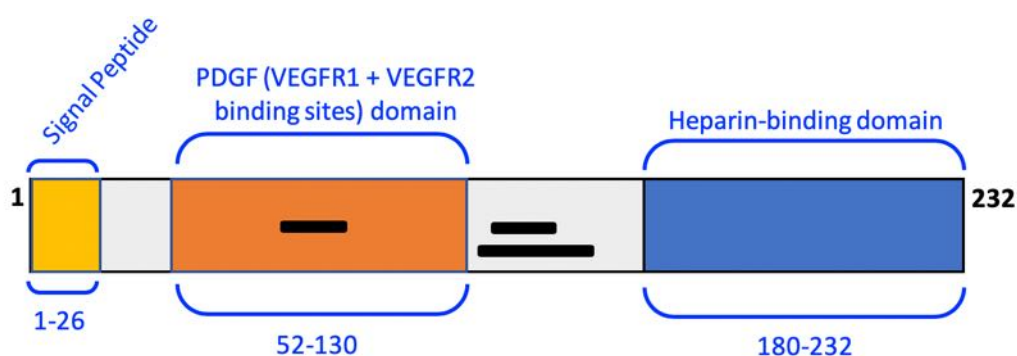 Signal Peptide
PDGF (VEGFR1 + VEGFR2
binding sites) domain
Heparin-binding domain
1
232
1-26
52-130
180-232